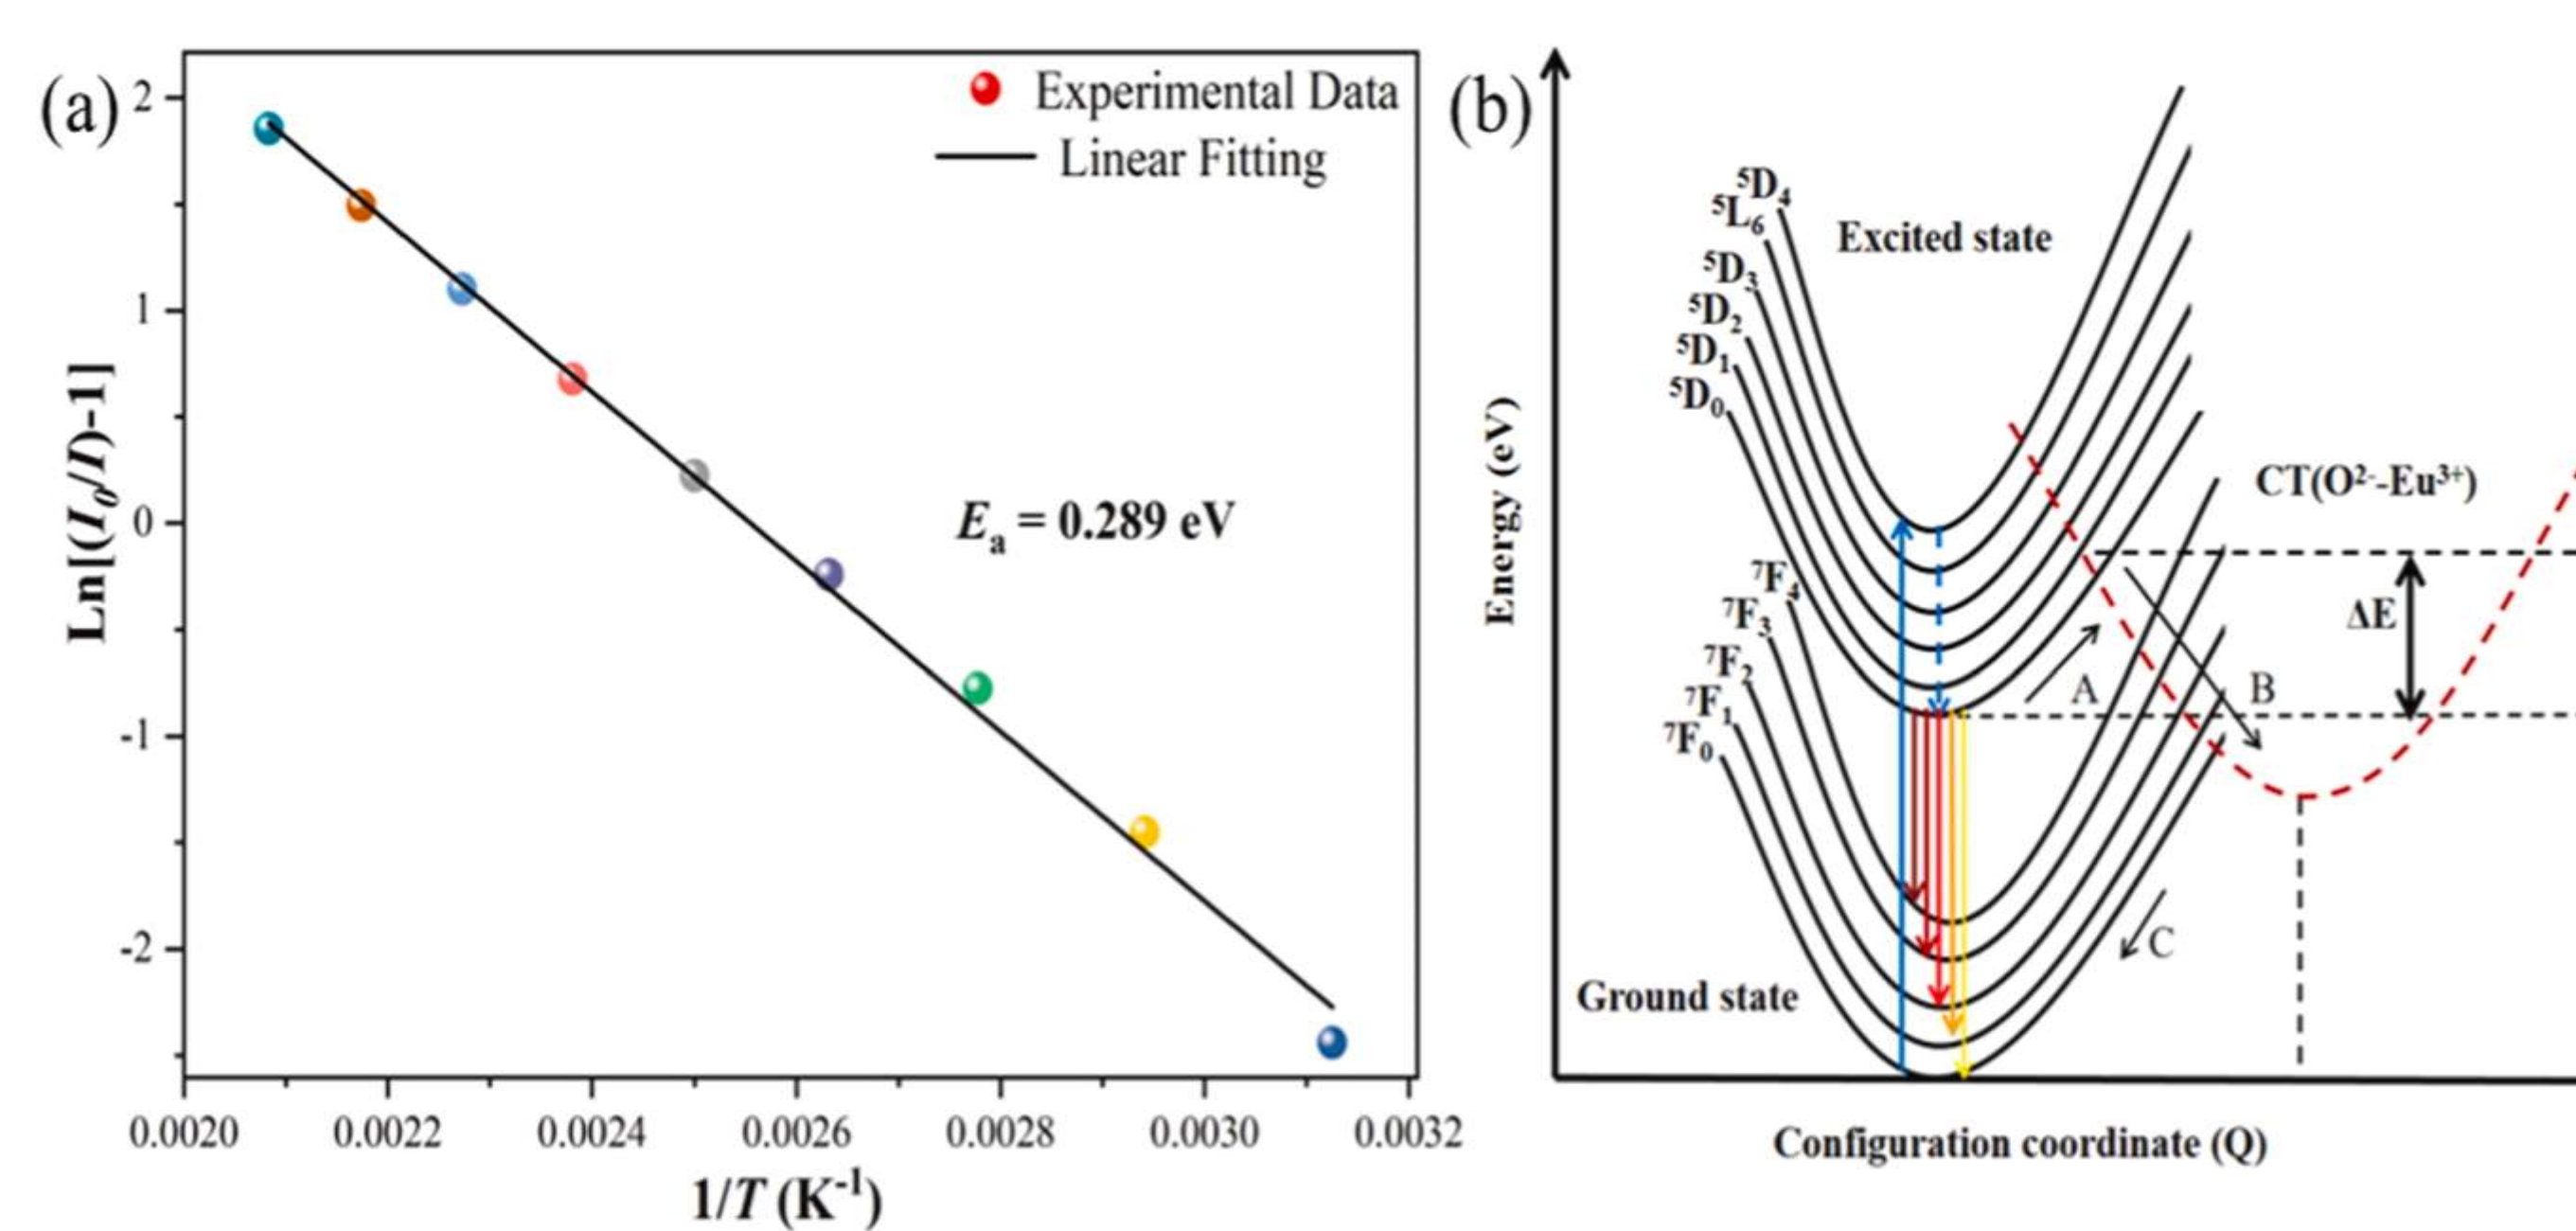 (a)
Experimental Data
Linear Fitting
Ln[(I₀/I)-1]
2
1
0
-1
-2
Eₐ = 0.289 eV
0.0020 0.0022 0.0024 0.0026 0.0028 0.0030 0.0032
1/T (K⁻¹)
(b)
Energy (eV)
⁵D₄
⁵L₆
⁵D₃
⁵D₂
⁵D₁
⁵D₀
Excited state
CT(O²⁻-Eu³⁺)
ΔE
A
B
C
⁷F₄
⁷F₃
⁷F₂
⁷F₁
⁷F₀
Ground state
Configuration coordinate (Q)